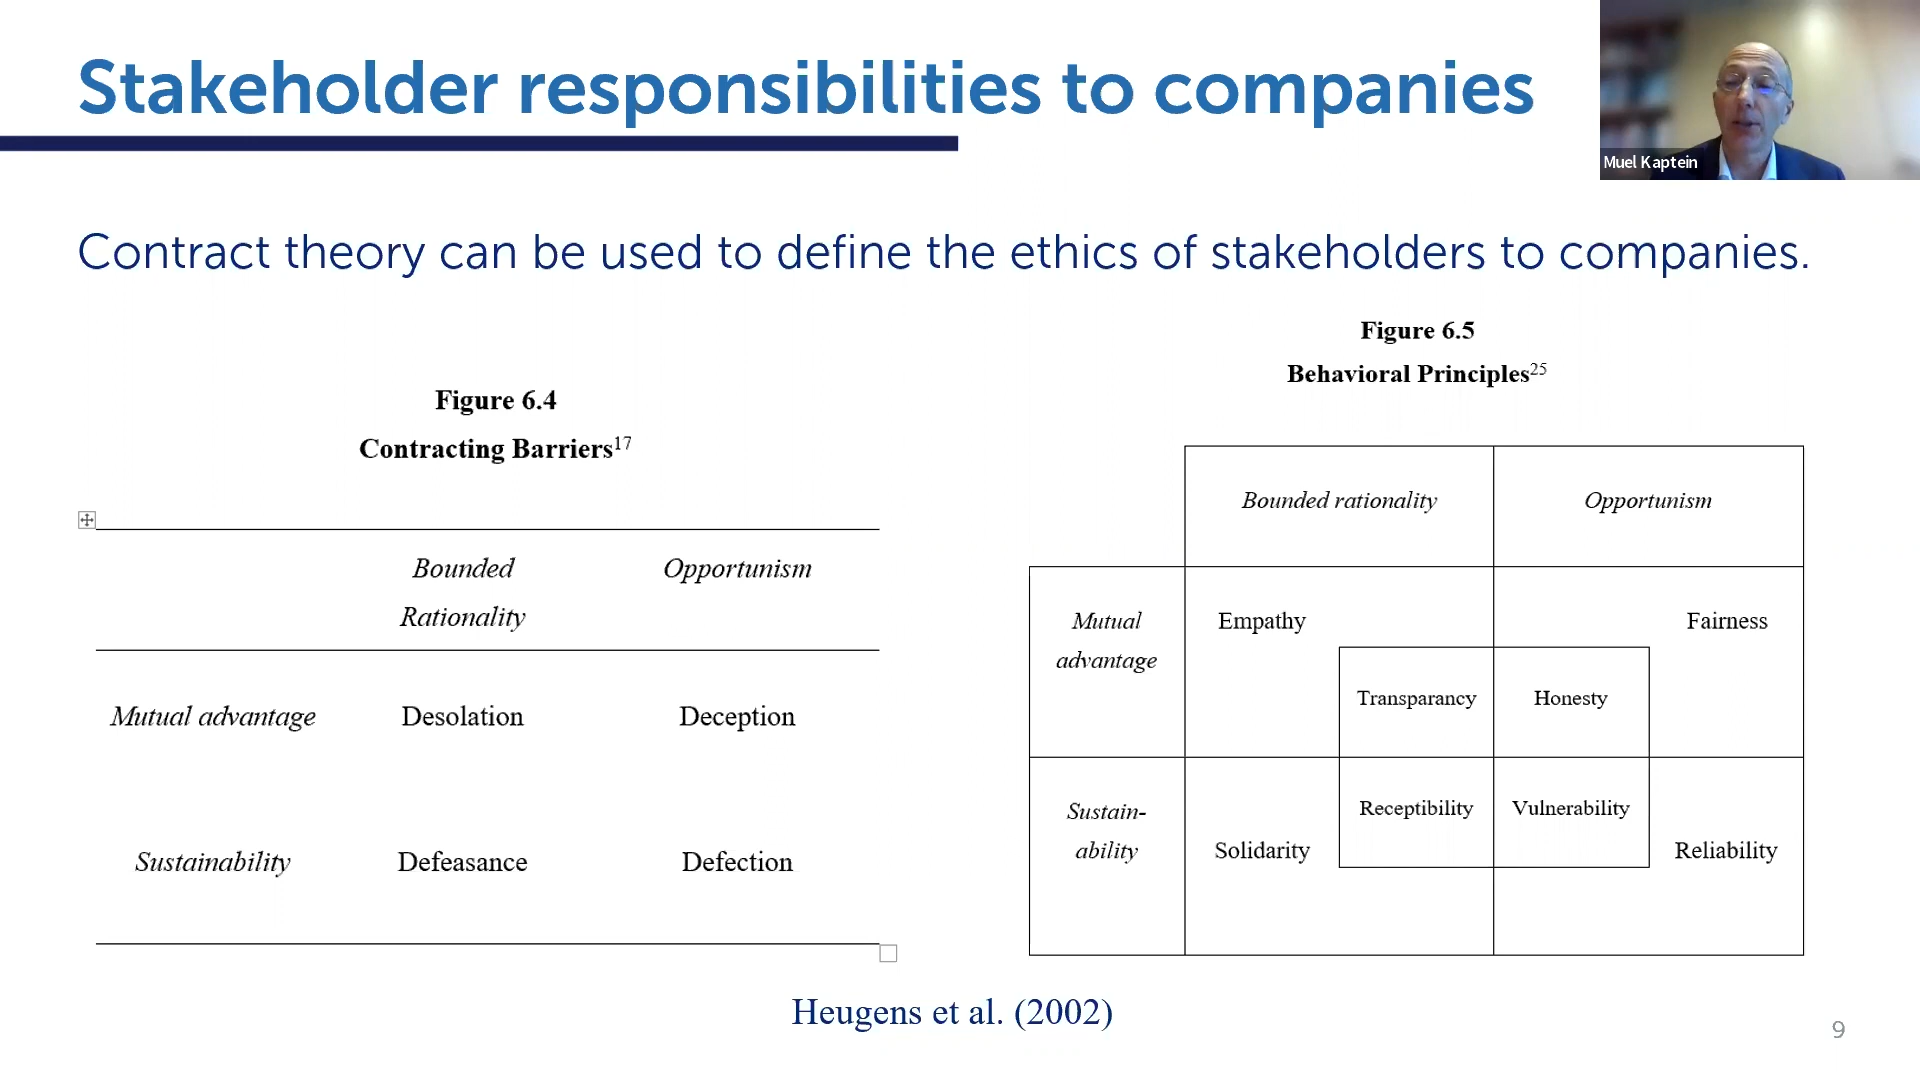 Stakeholder responsibilities to companies
Muel Kaptein
Contract theory can be used to define the ethics of stakeholders to companies.
Figure 6.4
Contracting Barriers17
Bounded Rationality
Opportunism
Mutual advantage
Desolation
Deception
Sustainability
Defeasance
Defection
Figure 6.5
Behavioral Principles25
Bounded rationality
Opportunism
Mutual
advantage
Empathy
Fairness
Transparancy
Honesty
Sustain-
ability
Receptibility
Vulnerability
Solidarity
Reliability
Heugens et al. (2002)
9